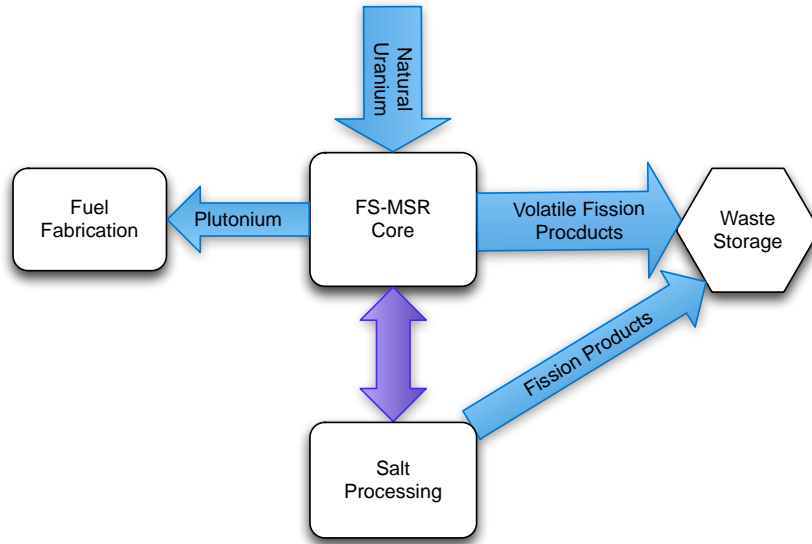 Natural
Uranium
Fuel
Fabrication
Plutonium
FS-MSR
Core
Volatile Fission
Procducts
Waste
Storage
Fission Products
Salt
Processing